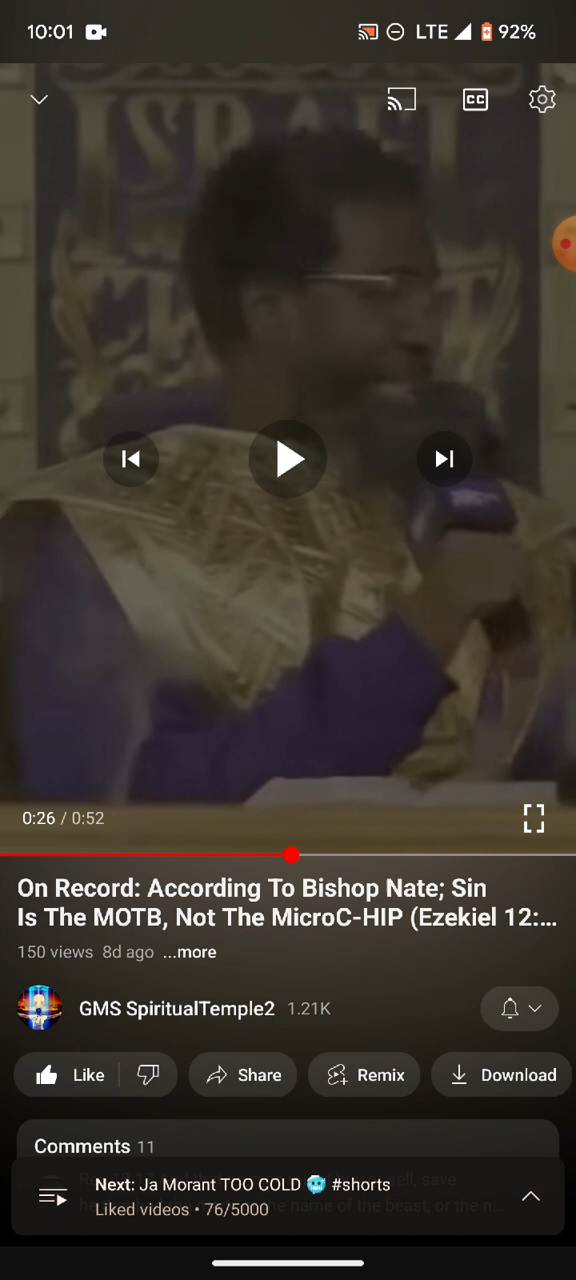 10:01
LTE 92%
ISRAEL
CC
0:26 / 0:52
On Record: According To Bishop Nate; Sin
Is The MOTB, Not The MicroC-HIP (Ezekiel 12:...
150 views 8d ago ...more
GMS SpiritualTemple2 1.21K
Like Share Remix Download
Comments 11
Next: Ja Morant TOO COLD 🥶 #shorts
Liked videos • 76/5000